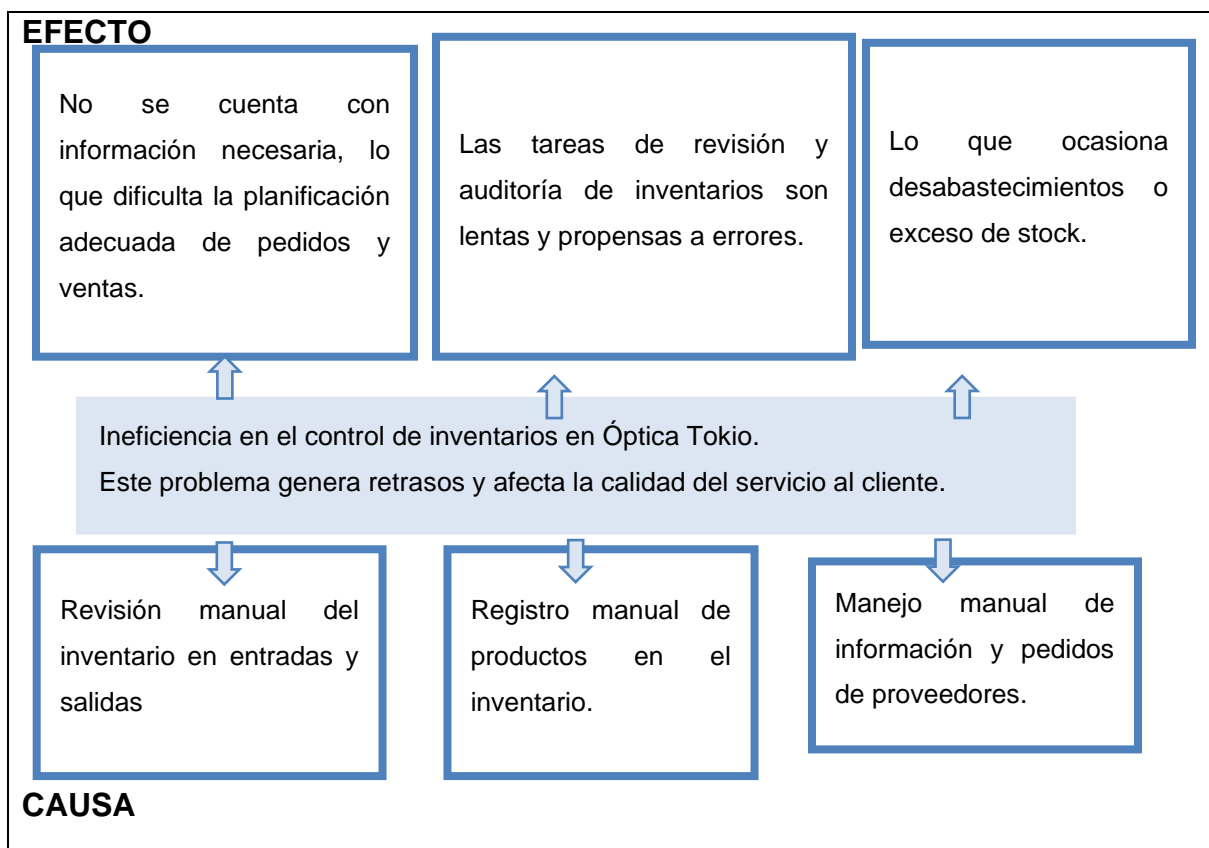 EFECTO
No se cuenta con
información necesaria, lo
que dificulta la planificación
adecuada de pedidos y
ventas.
Las tareas de revisión y
auditoría de inventarios son
lentas y propensas a errores.
Lo que ocasiona
desabastecimientos o
exceso de stock.
Ineficiencia en el control de inventarios en Óptica Tokio.
Este problema genera retrasos y afecta la calidad del servicio al cliente.
Revisión manual del
inventario en entradas y
salidas
Registro manual de
productos en el
inventario.
Manejo manual de
información y pedidos
de proveedores.
CAUSA